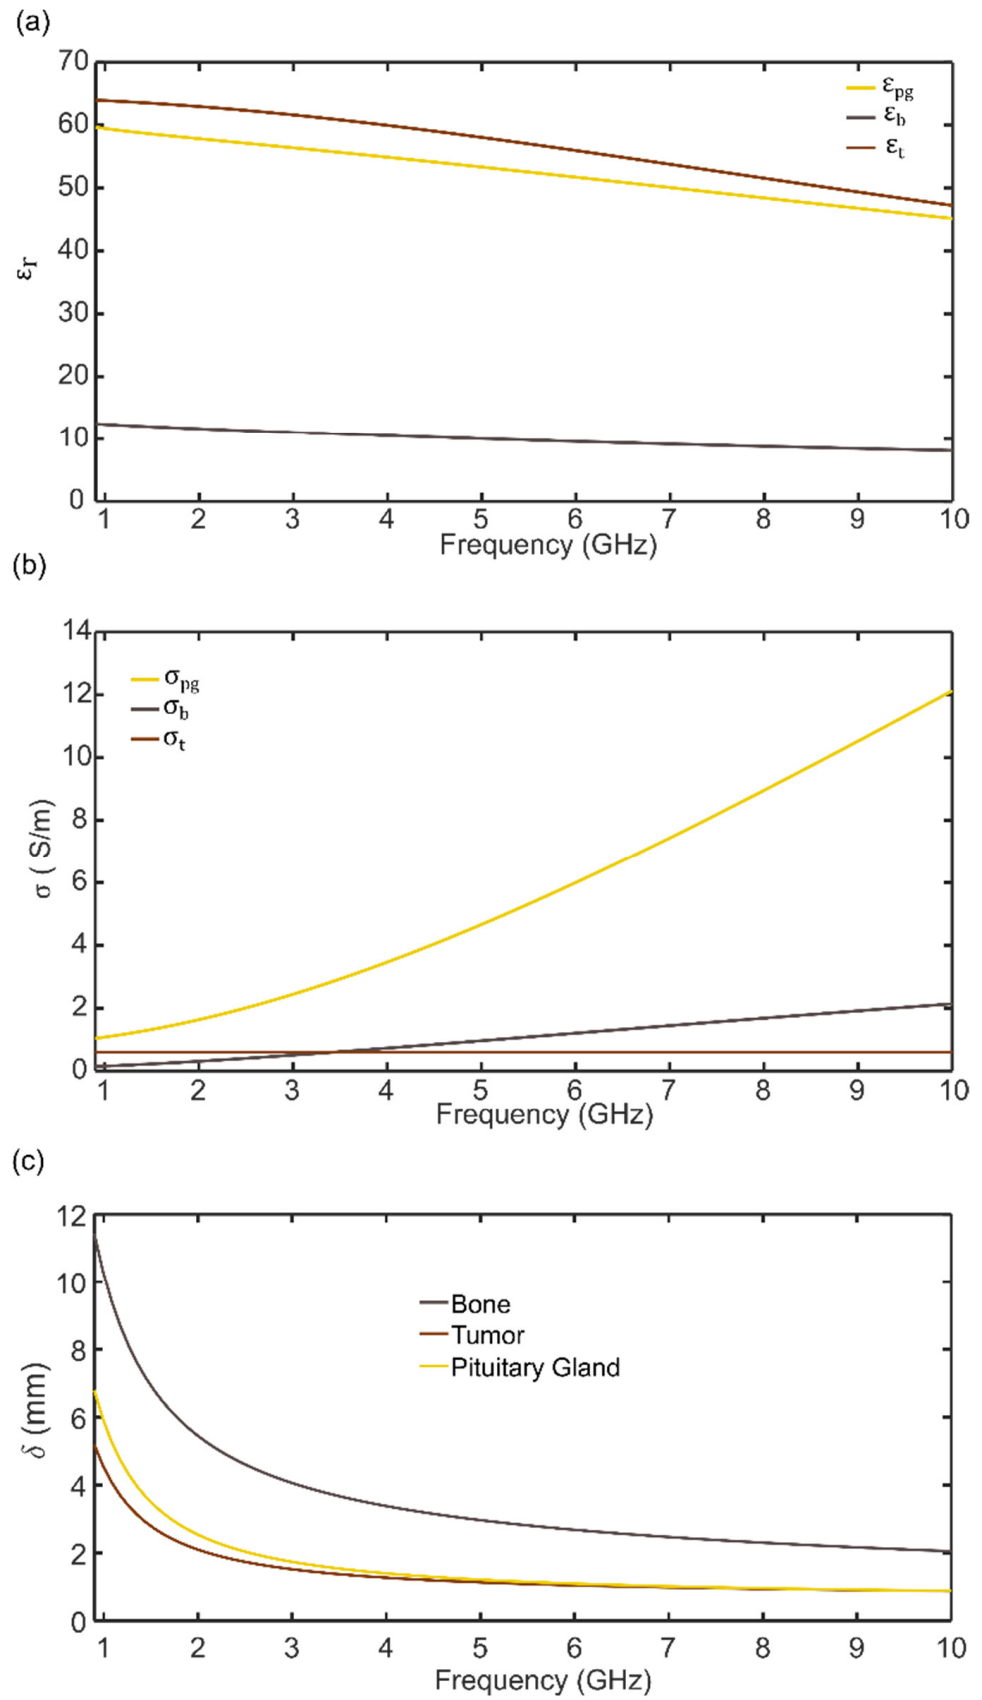 (a)
70
60
50
40
30
20
10
0
εr
εpg
εb
εt
1 2 3 4 5 6 7 8 9 10
Frequency (GHz)
(b)
14
12
10
8
6
4
2
0
σ ( S/m)
σpg
σb
σt
1 2 3 4 5 6 7 8 9 10
Frequency (GHz)
(c)
12
10
8
6
4
2
0
δ (mm)
Bone
Tumor
Pituitary Gland
1 2 3 4 5 6 7 8 9 10
Frequency (GHz)